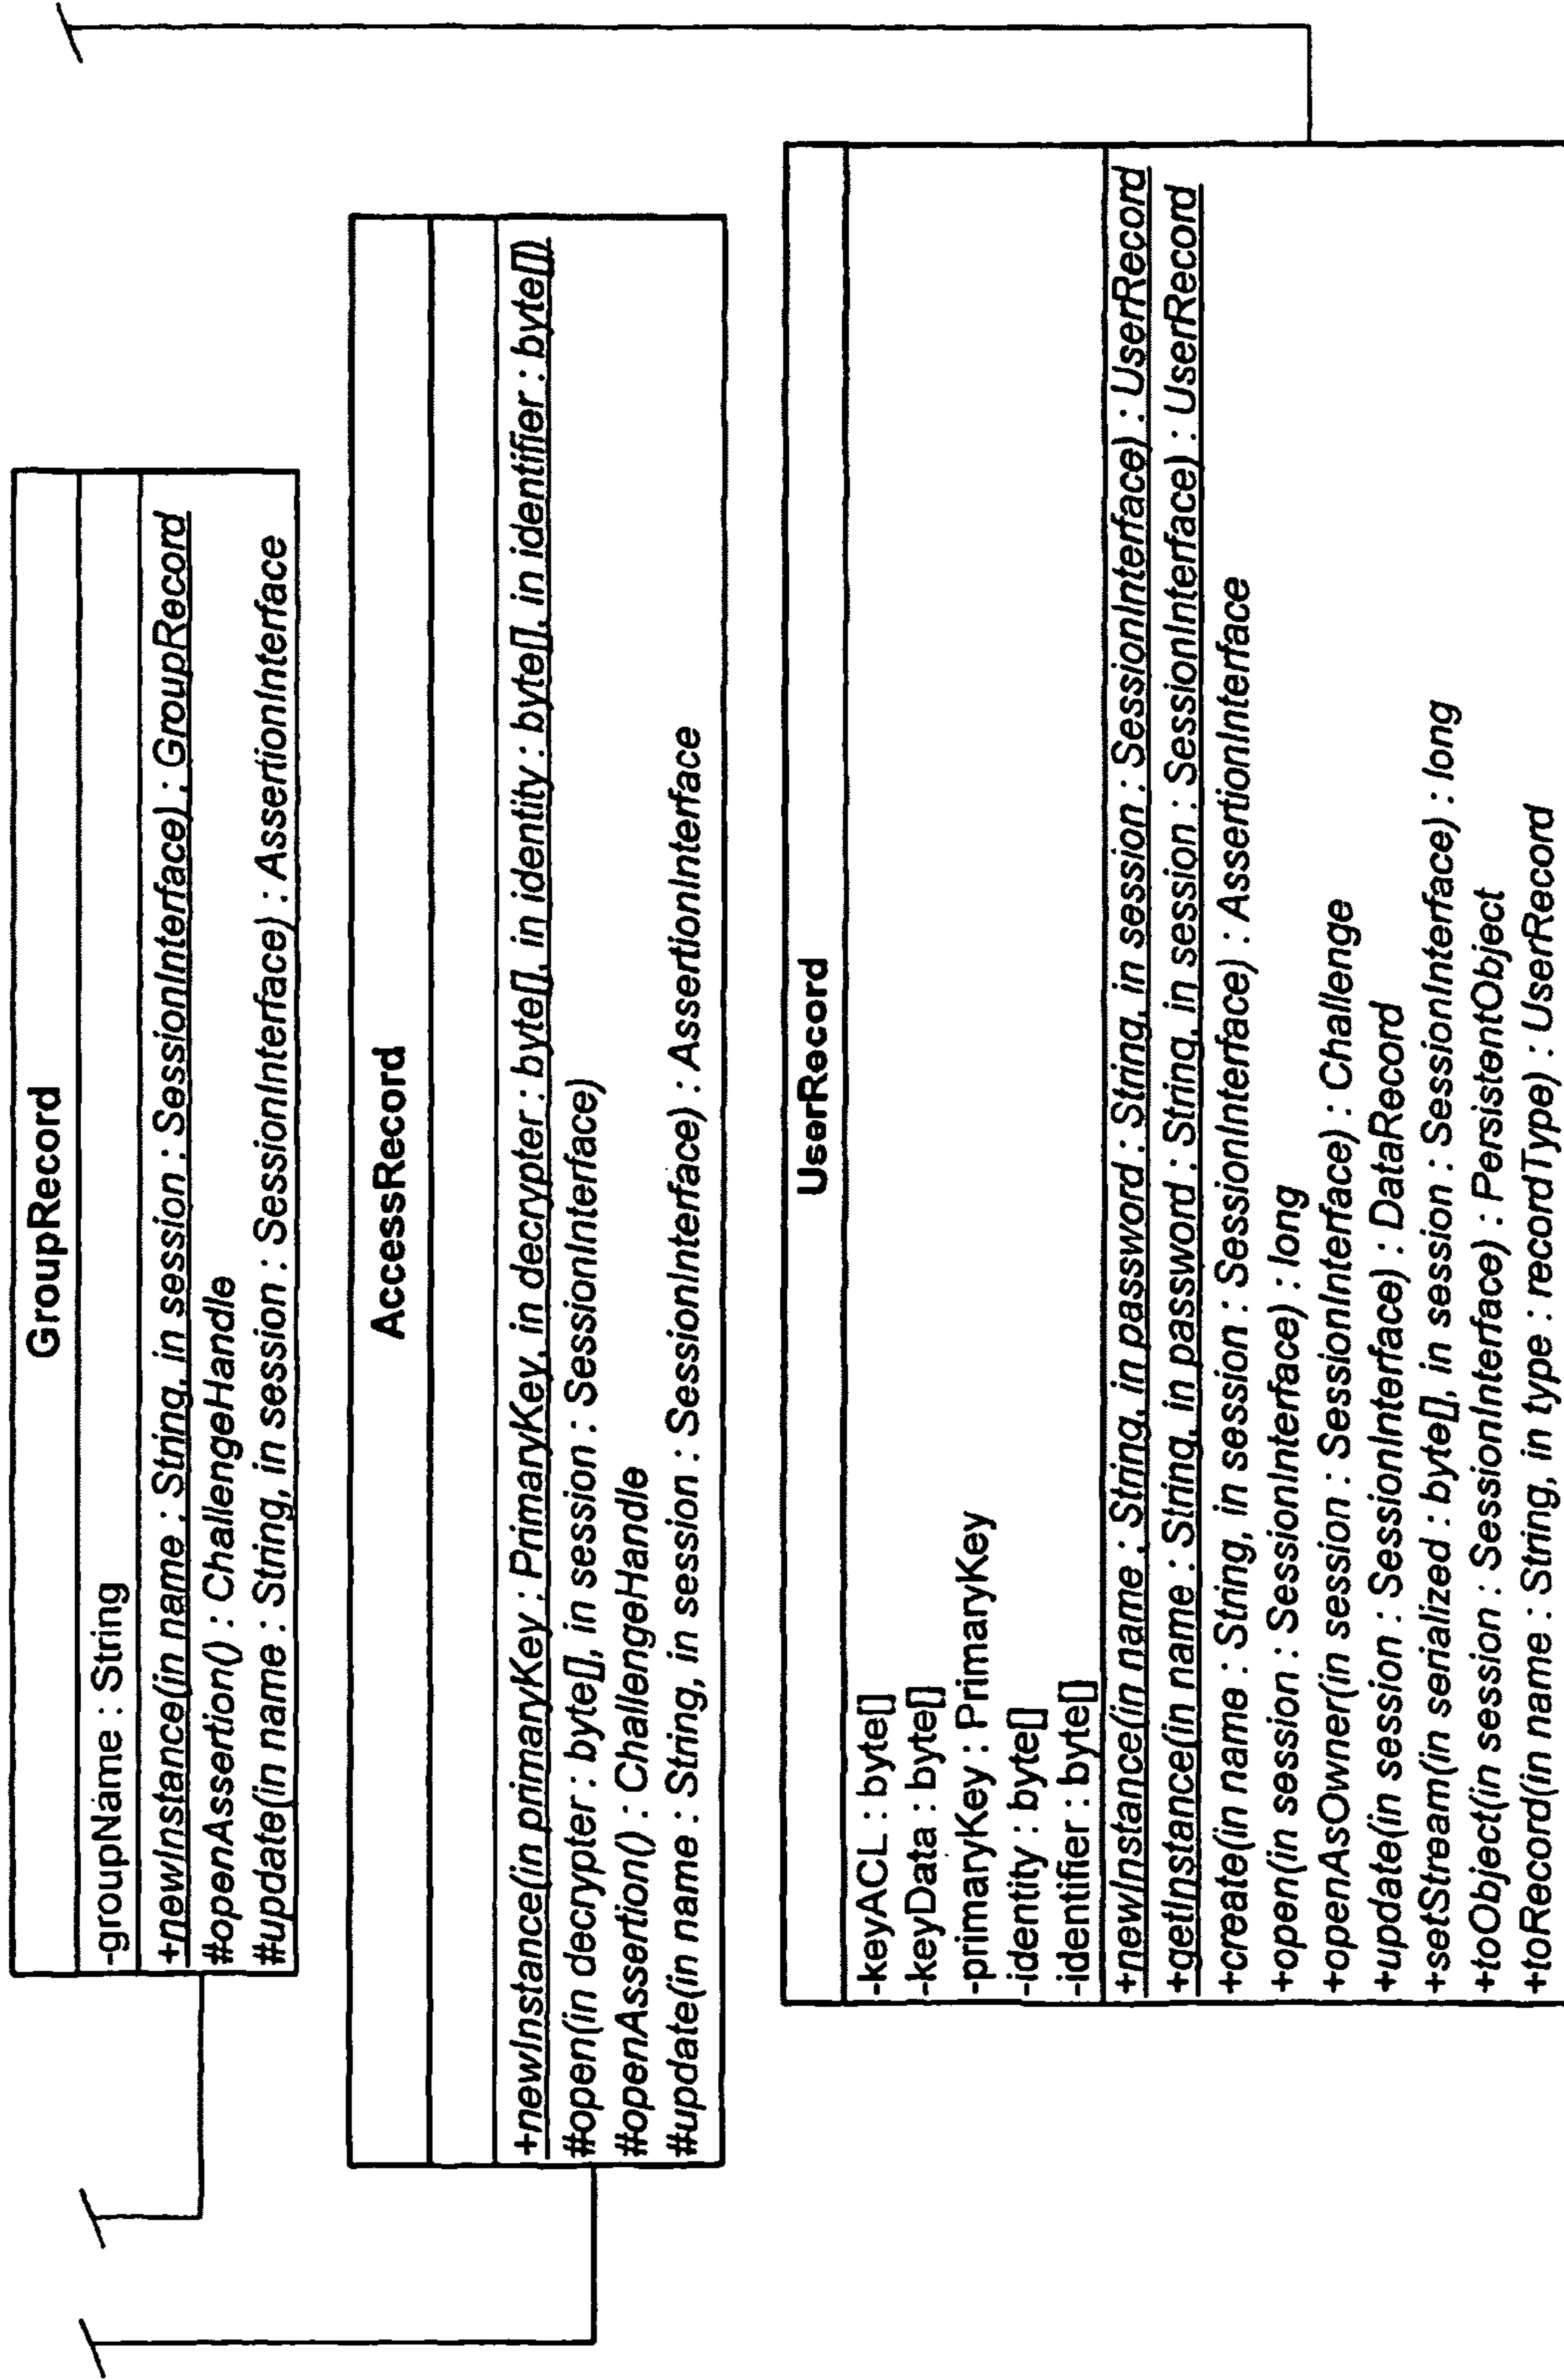 GroupRecord
-groupName : String
+newInstance(in name : String, in session : SessionInterface) : GroupRecord
#openAssertion() : ChallengeHandle
#update(in name : String, in session : SessionInterface) : AssertionInterface
AccessRecord
+newInstance(in primaryKey : PrimaryKey, in decrypter : byte[], in identity : byte[], in identifier : byte[])
#open(in decrypter : byte[], in session : SessionInterface)
#openAssertion() : ChallengeHandle
#update(in name : String, in session : SessionInterface) : AssertionInterface
UserRecord
-keyACL : byte[]
-keyData : byte[]
-primaryKey : PrimaryKey
-identity : byte[]
-identifier : byte[]
+newInstance(in name : String, in password : String, in session : SessionInterface) : UserRecord
+getInstance(in name : String, in password : String, in session : SessionInterface) : UserRecord
+create(in name : String, in session : SessionInterface) : AssertionInterface
+open(in session : SessionInterface) : long
+openAsOwner(in session : SessionInterface) : Challenge
+update(in session : SessionInterface) : DataRecord
+setStream(in serialized : byte[], in session : SessionInterface) : long
+toObject(in session : SessionInterface) : PersistentObject
+toRecord(in name : String, in type : recordType) : UserRecord